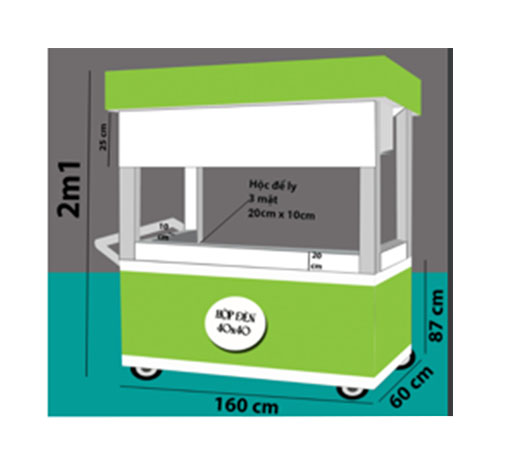 2m1
25 cm
Hộc để ly
3 mặt
20cm x 10cm
10
cm
20
cm
HỘP ĐÈN
40x40
87 cm
60 cm
160 cm